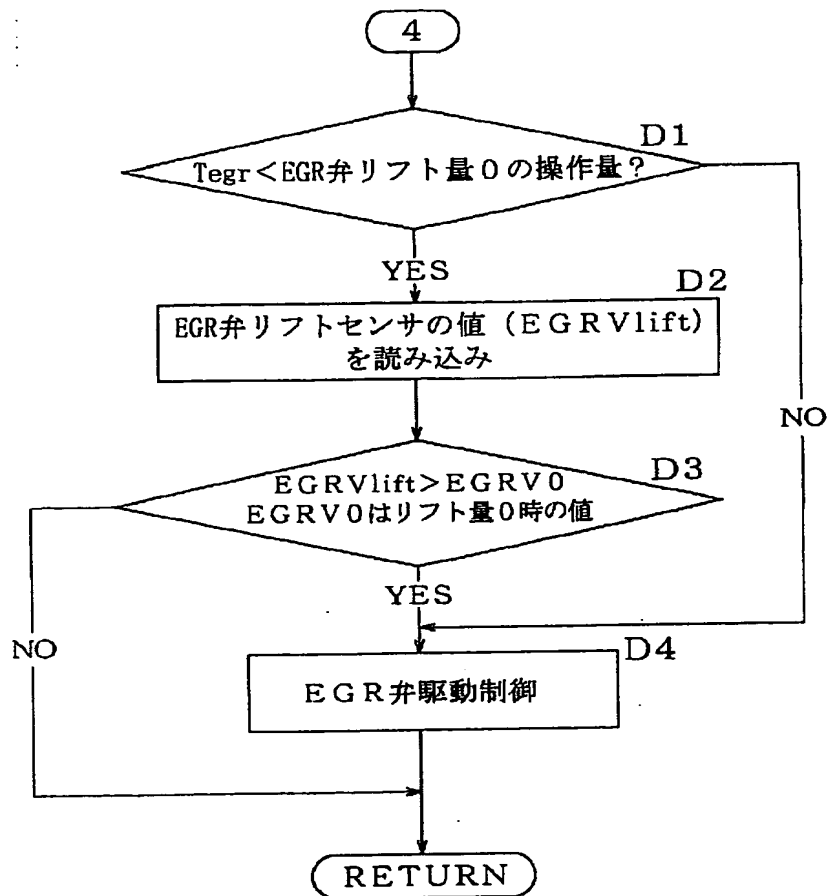 4
D1
Tegr<EGR弁リフト量0の操作量?
YES
D2
EGR弁リフトセンサの値(EGRVlift)
を読み込み
NO
D3
EGRVlift>EGRV0
EGRV0はリフト量0時の値
YES
NO
D4
EGR弁駆動制御
RETURN